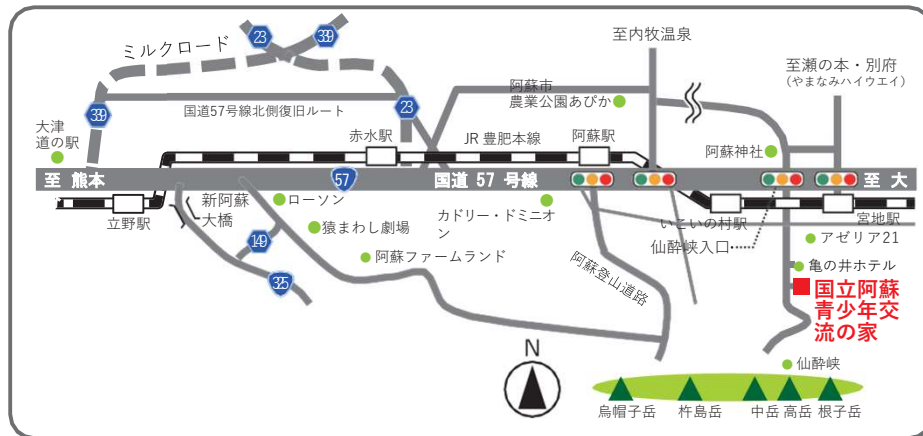 23
339
ミルクロード
至内牧温泉
至瀬の本・別府
(やまなみハイウエイ)
阿蘇市
農業公園あぴか
国道57号線北側復旧ルート
339
23
大津
道の駅
赤水駅
JR 豊肥本線
阿蘇駅
阿蘇神社
至 熊本
57
国道 57 号線
至 大
立野駅
新阿蘇
大橋
ローソン
カドリー・ドミニオ
ン
いこいの村駅
宮地駅
猿まわし劇場
仙酔峡入口
アゼリア21
149
阿蘇ファームランド
亀の井ホテル
325
阿蘇登山道路
国立阿蘇
青少年交
流の家
N
仙酔峡
烏帽子岳
杵島岳
中岳
高岳
根子岳